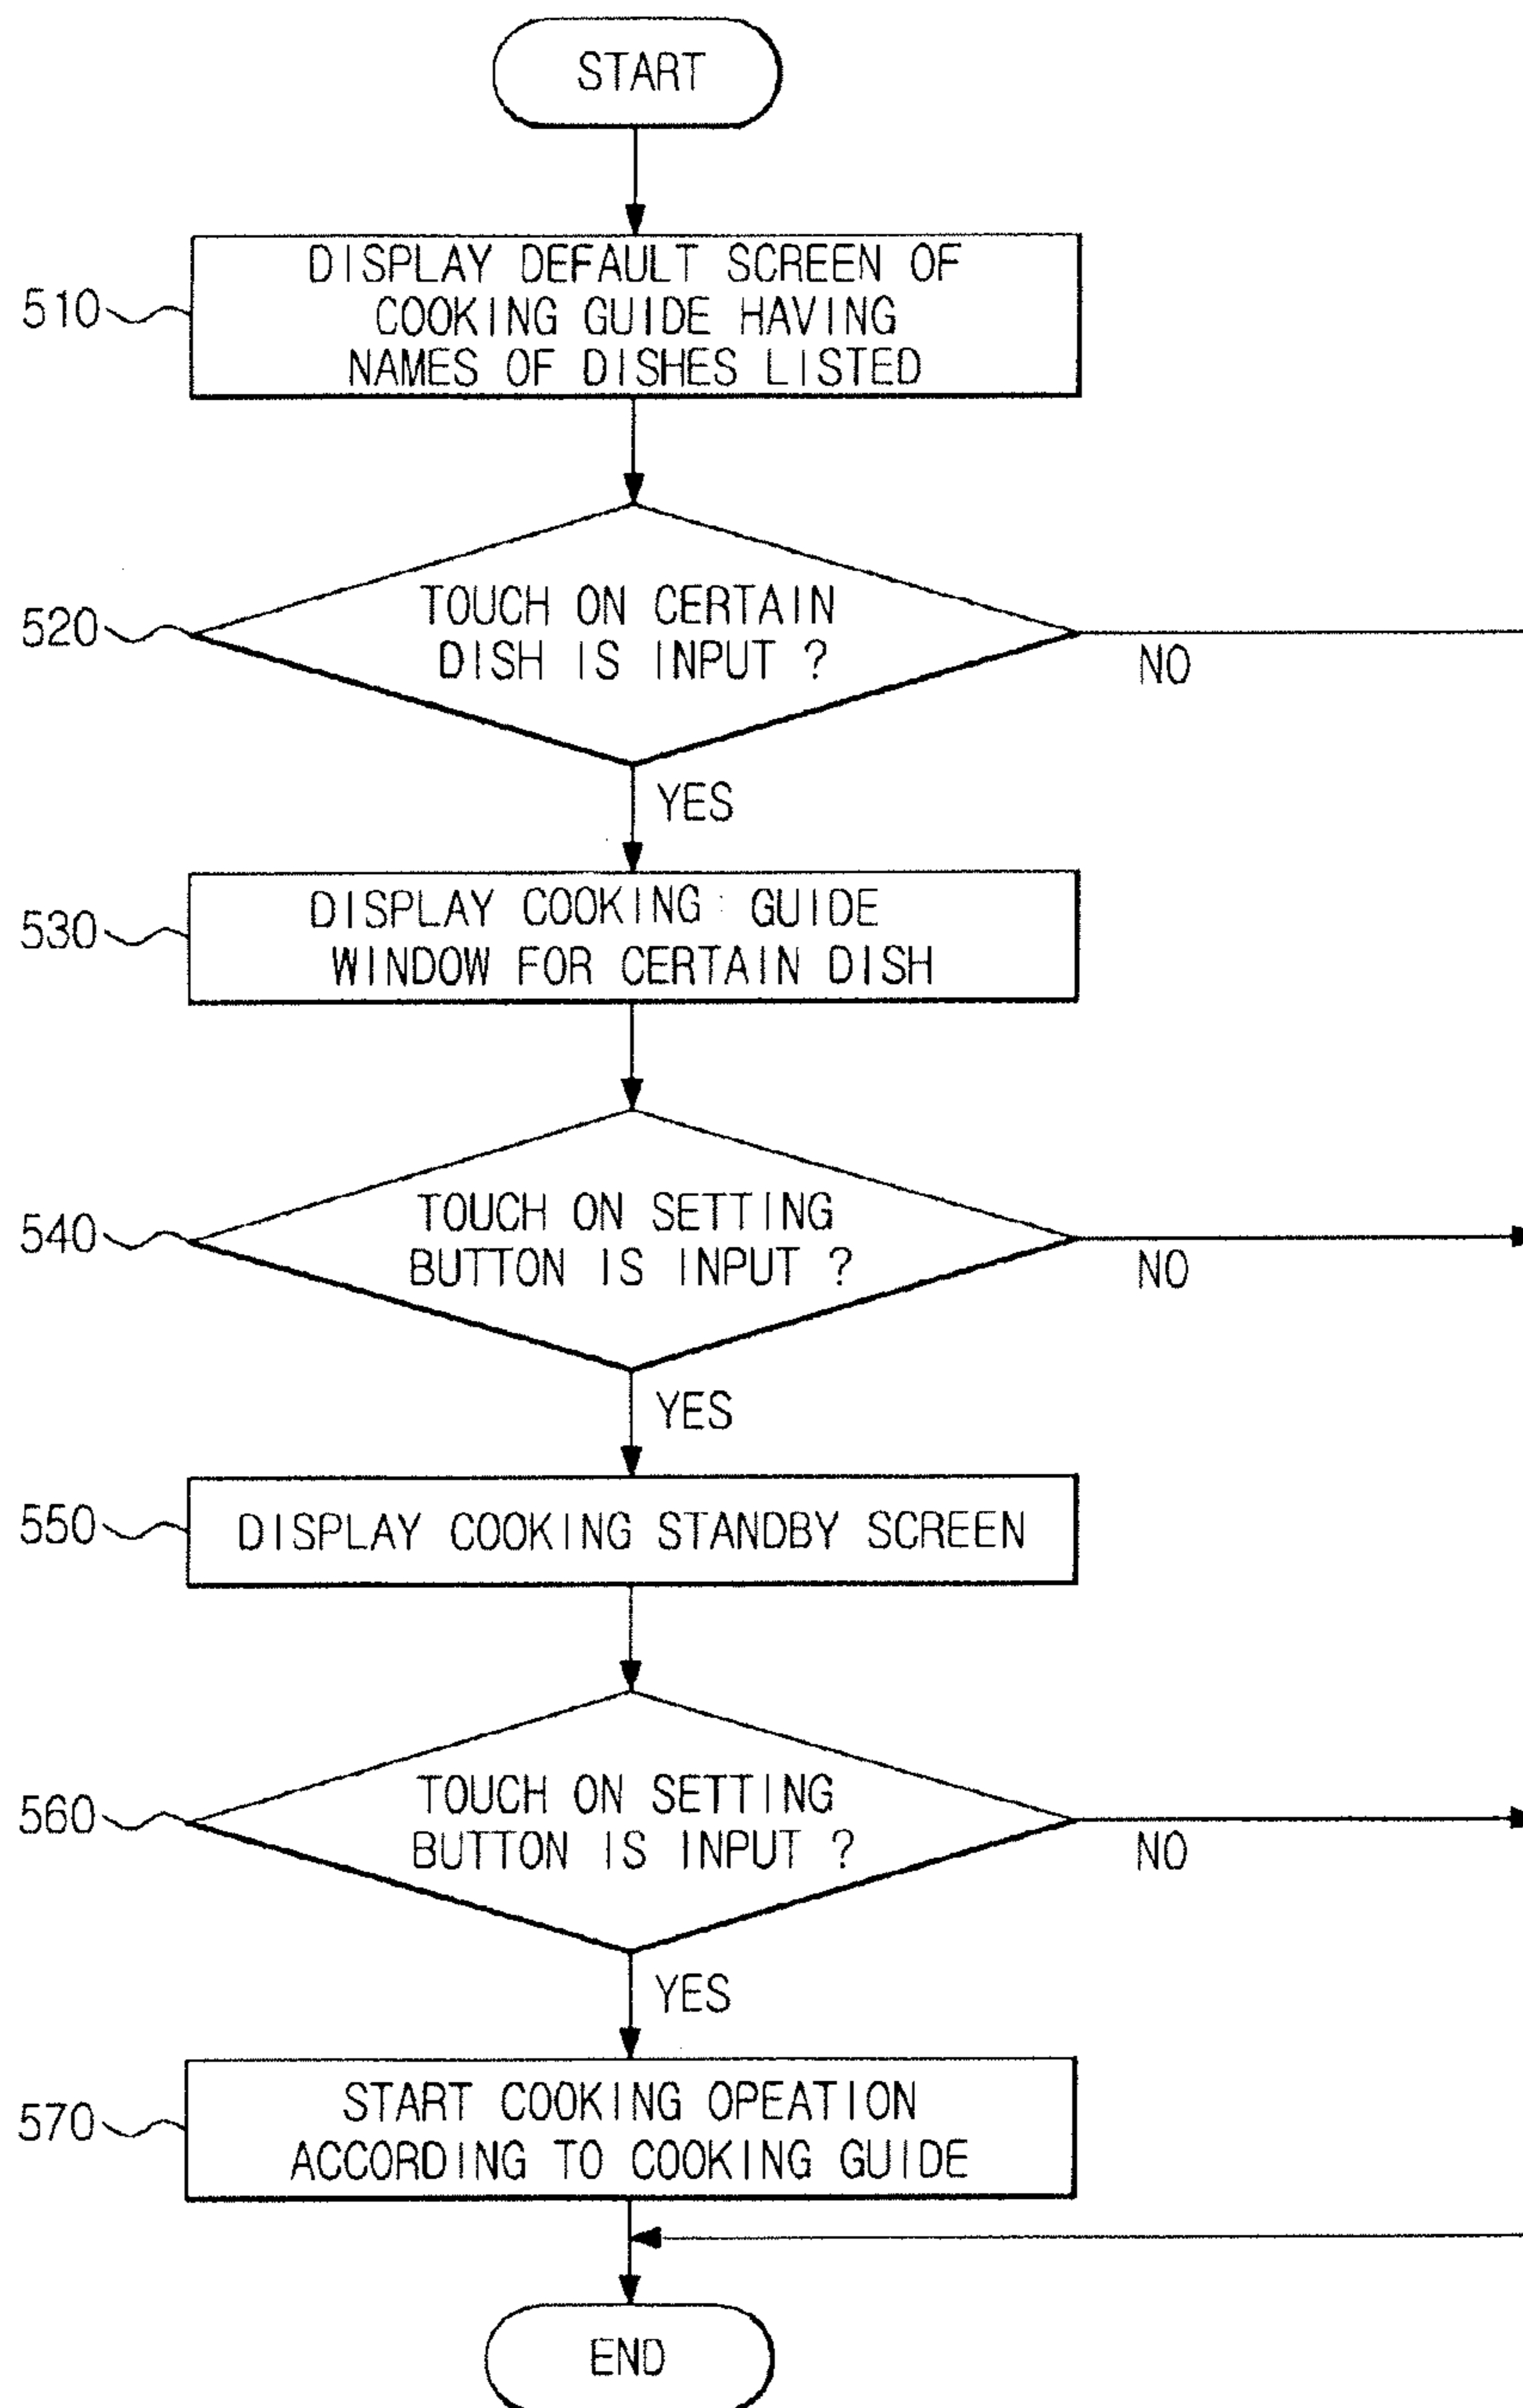 START
510
DISPLAY DEFAULT SCREEN OF
COOKING GUIDE HAVING
NAMES OF DISHES LISTED
520
TOUCH ON CERTAIN
DISH IS INPUT ?
NO
YES
530
DISPLAY COOKING GUIDE
WINDOW FOR CERTAIN DISH
540
TOUCH ON SETTING
BUTTON IS INPUT ?
NO
YES
550
DISPLAY COOKING STANDBY SCREEN
560
TOUCH ON SETTING
BUTTON IS INPUT ?
NO
YES
570
START COOKING OPEATION
ACCORDING TO COOKING GUIDE
END